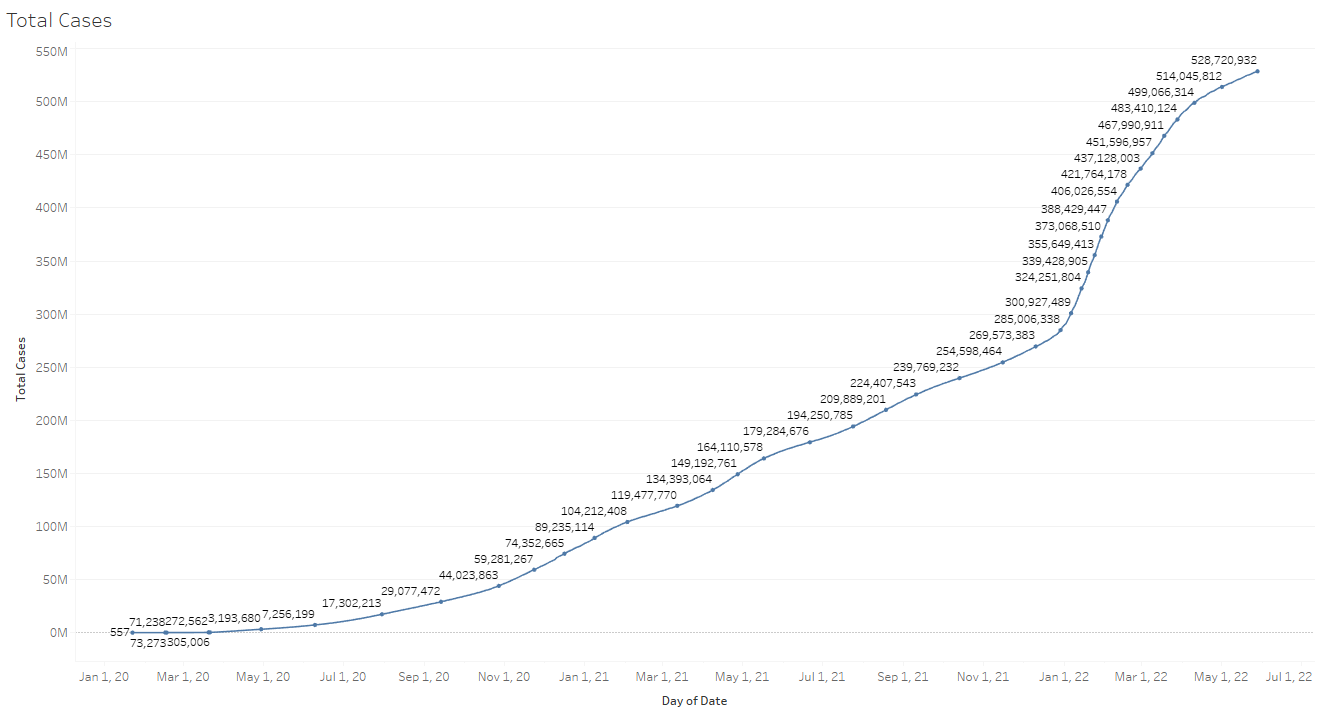 Total Cases
550M
500M
450M
400M
350M
300M
250M
200M
150M
100M
50M
0M
Total Cases
528,720,932
514,045,812
499,066,314
483,410,124
467,990,911
451,596,957
437,128,003
421,764,178
406,026,554
388,429,447
373,068,510
355,649,413
339,428,905
324,251,804
300,927,489
285,006,338
269,573,383
254,598,464
239,769,232
224,407,543
209,889,201
194,250,785
179,284,676
164,110,578
149,192,761
134,393,064
119,477,770
104,212,408
89,235,114
74,352,665
59,281,267
44,023,863
29,077,472
17,302,213
7,256,199
3,193,680
272,562
71,238
557
73,273
305,006
Jan 1, 20 Mar 1, 20 May 1, 20 Jul 1, 20 Sep 1, 20 Nov 1, 20 Jan 1, 21 Mar 1, 21 May 1, 21 Jul 1, 21 Sep 1, 21 Nov 1, 21 Jan 1, 22 Mar 1, 22 May 1, 22 Jul 1, 22
Day of Date